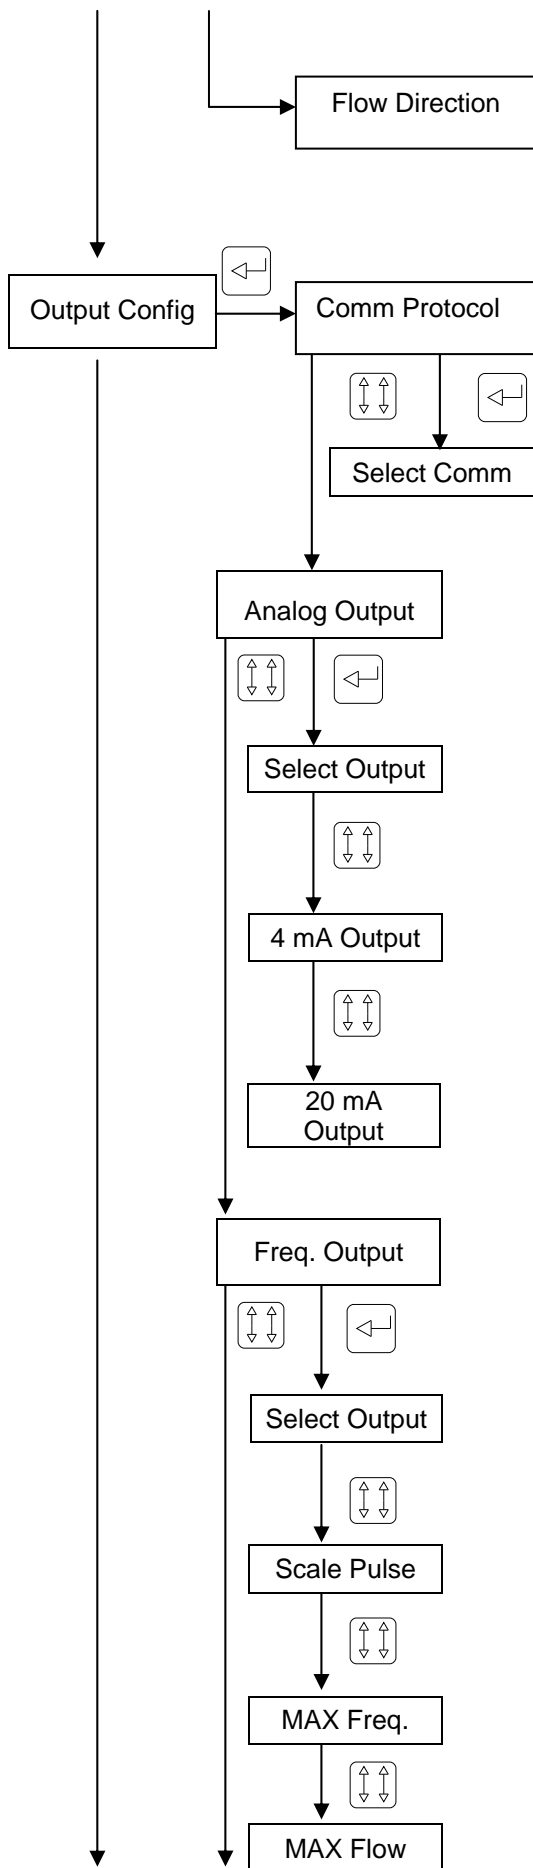 Flow Direction
Output Config
Comm Protocol
Select Comm
Analog Output
Select Output
4 mA Output
20 mA
Output
Freq. Output
Select Output
Scale Pulse
MAX Freq.
MAX Flow